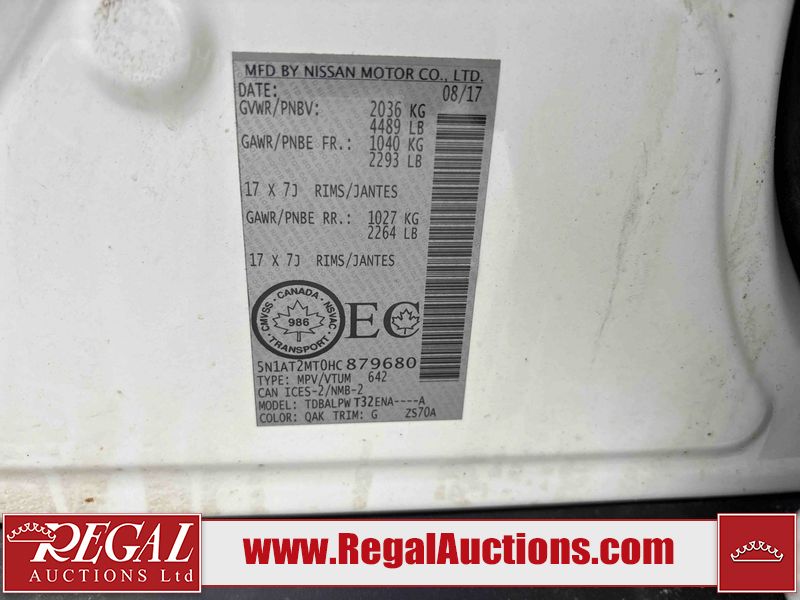 MFD BY NISSAN MOTOR CO., LTD.
DATE: 08/17
GVWR/PNBV: 2036 KG
4489 LB
GAWR/PNBE FR.: 1040 KG
2293 LB
17 X 7J RIMS/JANTES
GAWR/PNBE RR.: 1027 KG
2264 LB
17 X 7J RIMS/JANTES
CANADA
CMVSS NSVAC
986
TRANSPORT
EC
5N1AT2MT0HC879680
TYPE: MPV/VTUM 642
CAN ICES-2/NMB-2
MODEL: TDBALPW T32ENA----A
COLOR: QAK TRIM: G ZS70A
REGAL
AUCTIONS Ltd
www.RegalAuctions.com